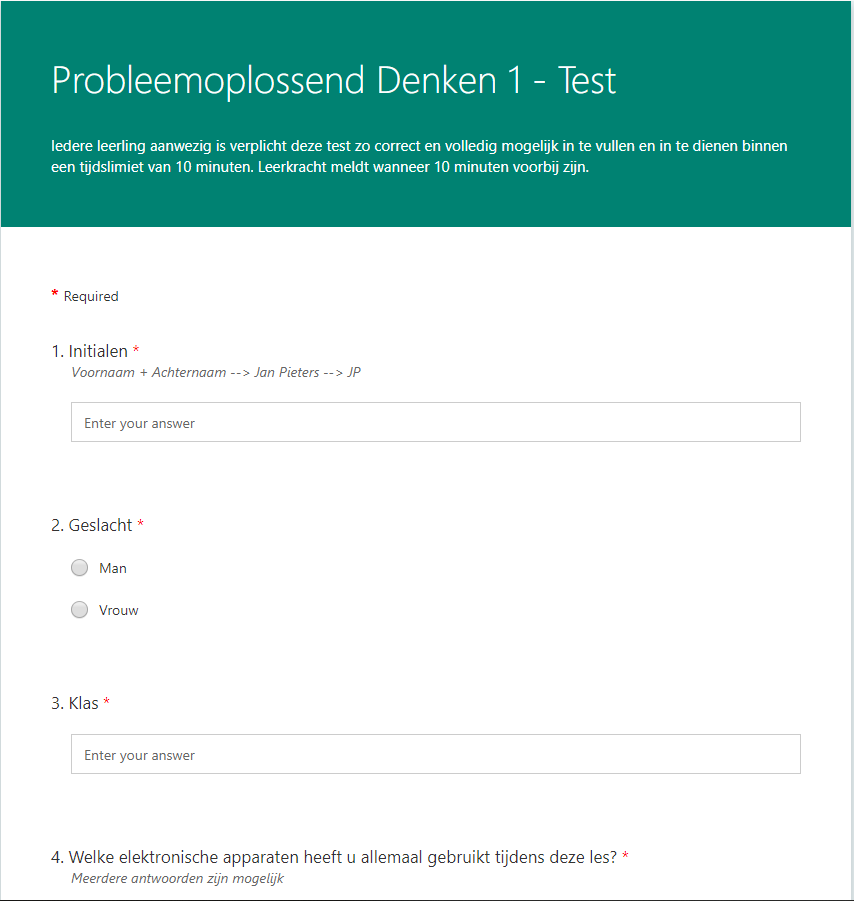 Probleemoplossend Denken 1 - Test
Iedere leerling aanwezig is verplicht deze test zo correct en volledig mogelijk in te vullen en in te dienen binnen
een tijdslimiet van 10 minuten. Leerkracht meldt wanneer 10 minuten voorbij zijn.
* Required
1. Initialen *
Voornaam + Achternaam --> Jan Pieters --> JP
Enter your answer
2. Geslacht *
Man
Vrouw
3. Klas *
Enter your answer
4. Welke elektronische apparaten heeft u allemaal gebruikt tijdens deze les? *
Meerdere antwoorden zijn mogelijk